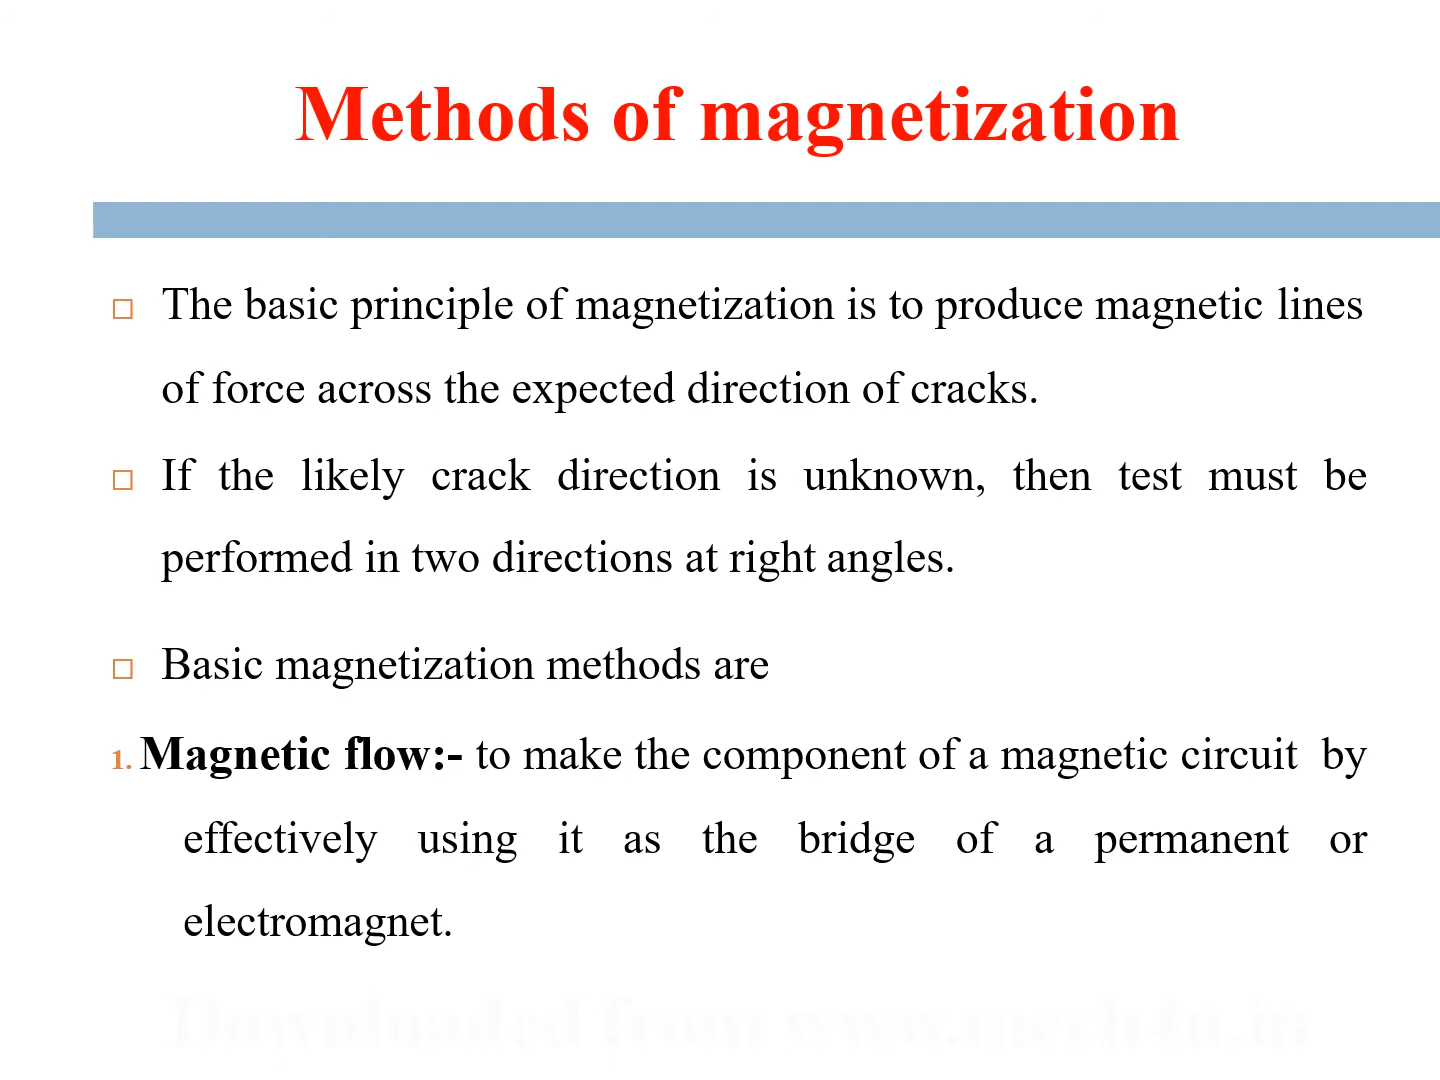 Methods of magnetization
The basic principle of magnetization is to produce magnetic lines
of force across the expected direction of cracks.
If the likely crack direction is unknown, then test must be
performed in two directions at right angles.
Basic magnetization methods are
1. Magnetic flow:- to make the component of a magnetic circuit by
effectively using it as the bridge of a permanent or
electromagnet.
Downloaded from www.mech4u.in